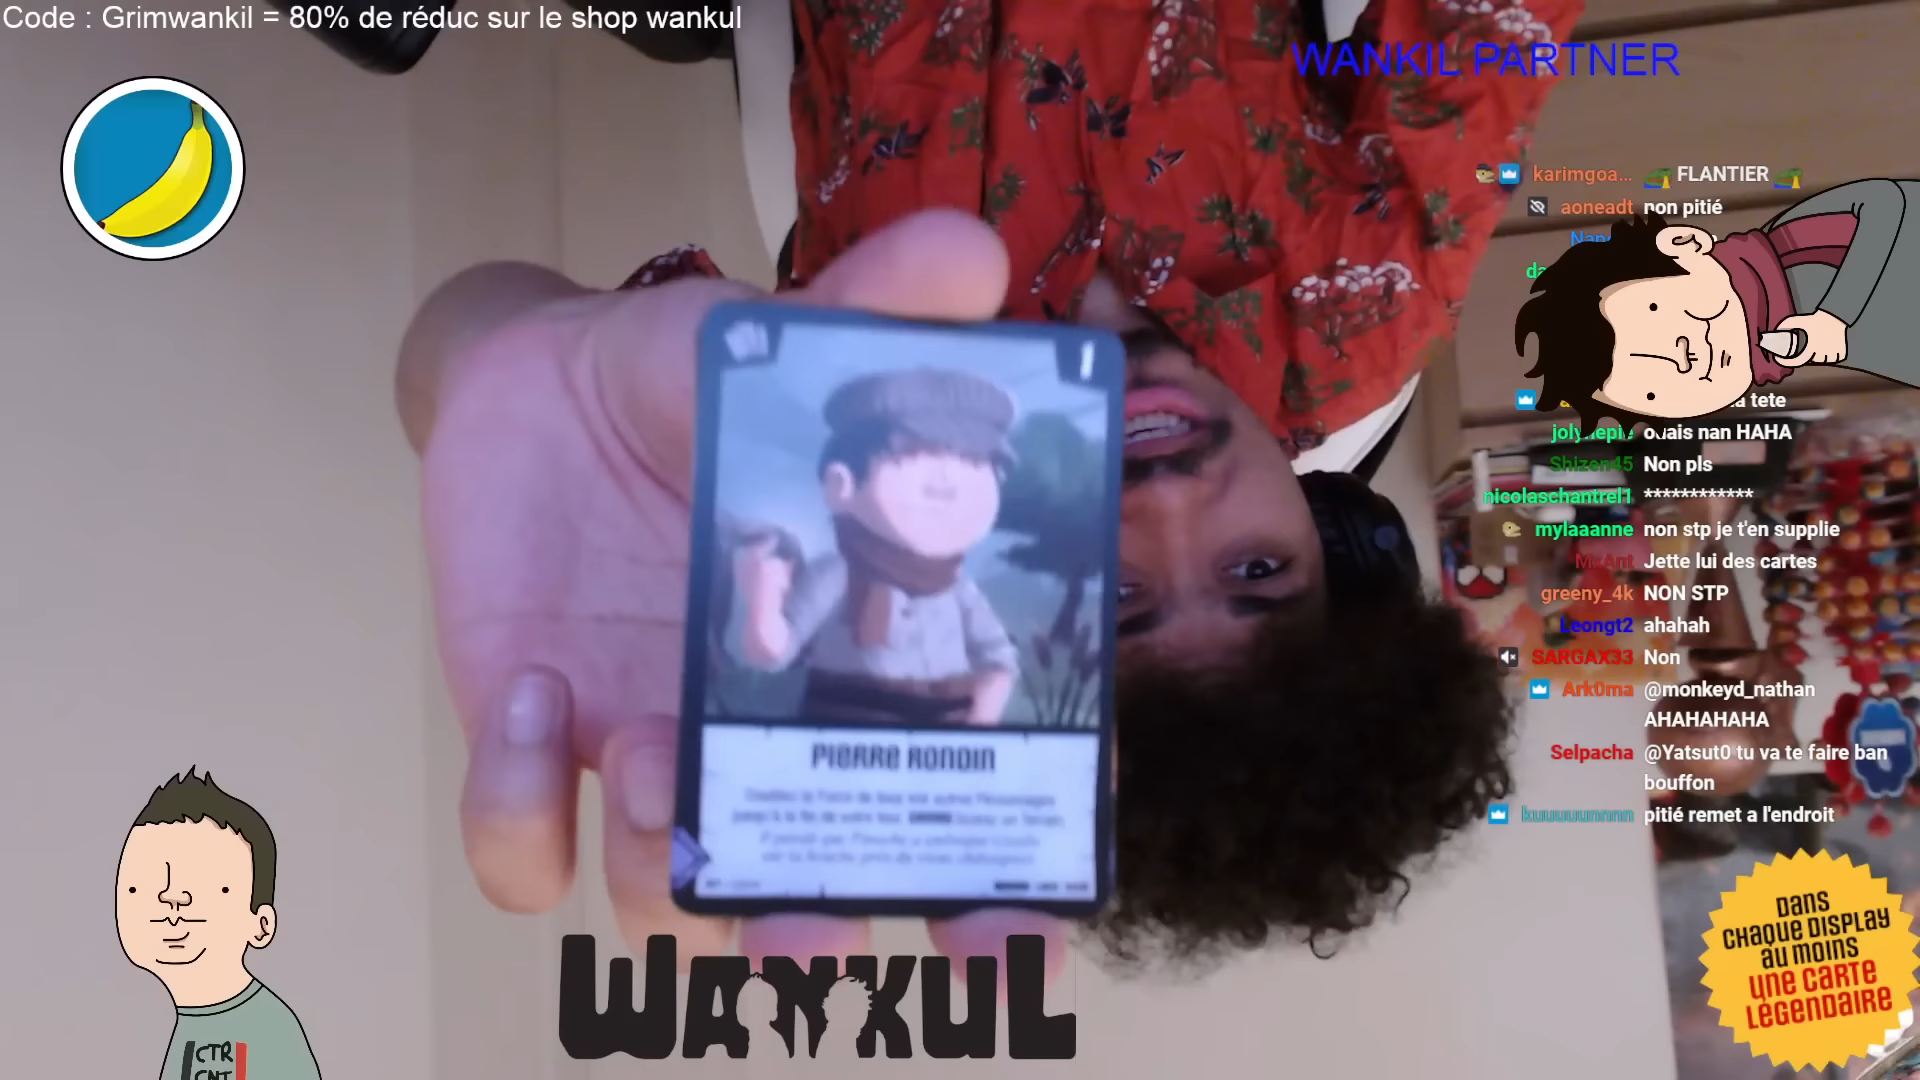 Code : Grimwankil = 80% de réduc sur le shop wankul
WANKIL PARTNER
karimgoa... FLANTIER
aoneadt non pitié
tete
ouais nan HAHA
Shizen45 Non pls
nicolaschantrel1 ************
mylaaanne non stp je t'en supplie
Jette lui des cartes
greeny_4k NON STP
Leongt2 ahahah
SARGAX33 Non
Ark0ma @monkeyd_nathan
AHAHAHAHA
Selpacha @Yatsut0 tu va te faire ban
bouffon
kuuuuunnnn pitié remet a l'endroit
1
PIERRE RONDIN
WANKUL
CTR
CNT
DANS
CHAQUE DISPLAY
AU MOINS
UNE CARTE
LÉGENDAIRE